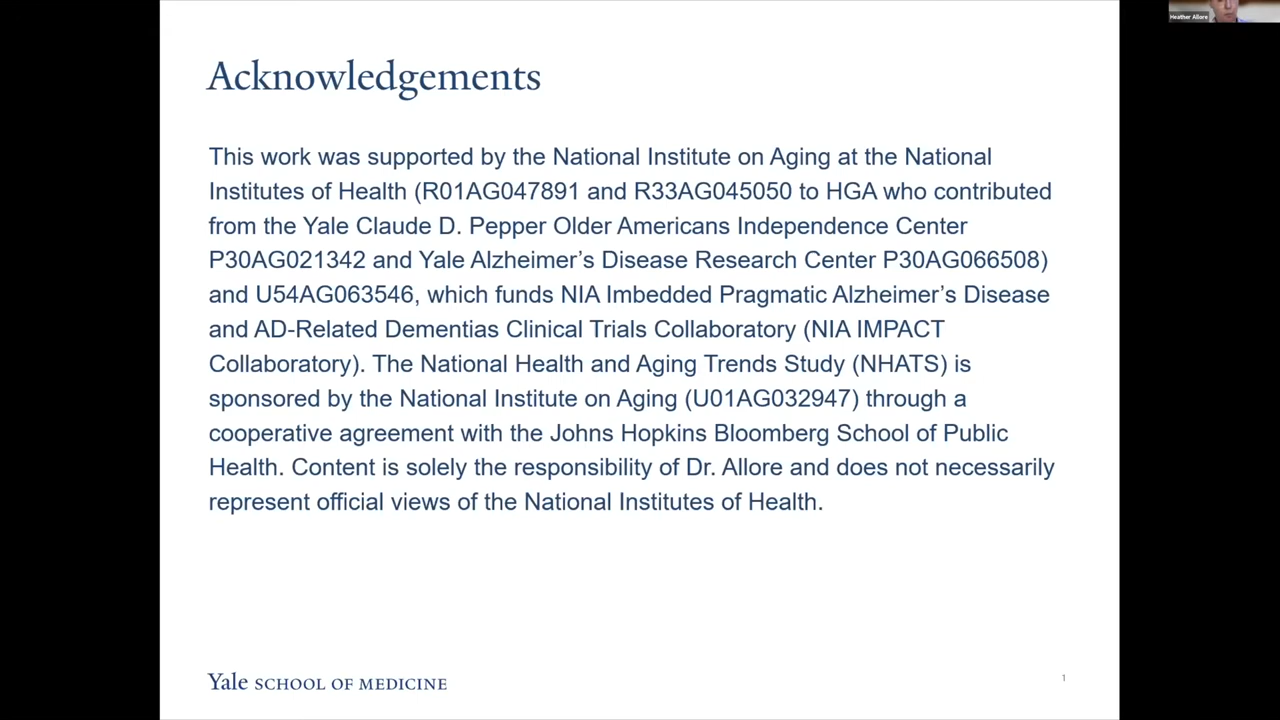 Heather Allore
Acknowledgements
This work was supported by the National Institute on Aging at the National
Institutes of Health (R01AG047891 and R33AG045050 to HGA who contributed
from the Yale Claude D. Pepper Older Americans Independence Center
P30AG021342 and Yale Alzheimer’s Disease Research Center P30AG066508)
and U54AG063546, which funds NIA Imbedded Pragmatic Alzheimer’s Disease
and AD-Related Dementias Clinical Trials Collaboratory (NIA IMPACT
Collaboratory). The National Health and Aging Trends Study (NHATS) is
sponsored by the National Institute on Aging (U01AG032947) through a
cooperative agreement with the Johns Hopkins Bloomberg School of Public
Health. Content is solely the responsibility of Dr. Allore and does not necessarily
represent official views of the National Institutes of Health.
Yale SCHOOL OF MEDICINE
1